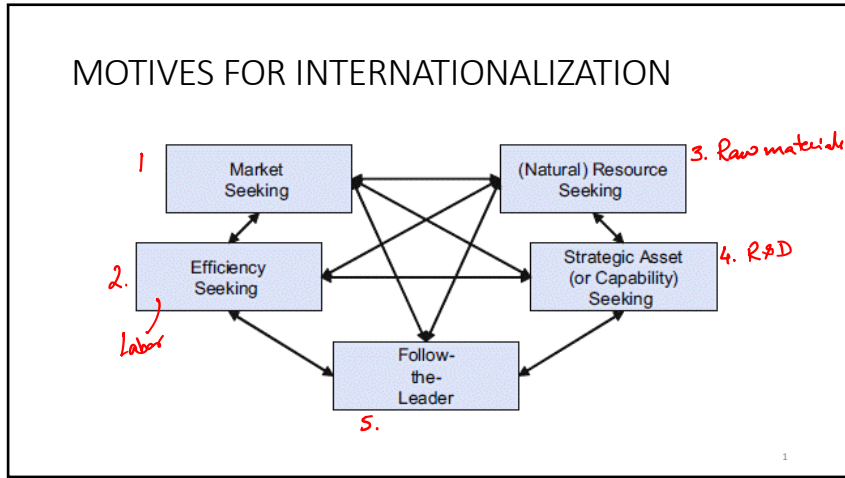 MOTIVES FOR INTERNATIONALIZATION
1
Market
Seeking
(Natural) Resource
Seeking
3. Raw materials
2.
Efficiency
Seeking
Labor
Strategic Asset
(or Capability)
Seeking
4. R&D
Follow-
the-
Leader
5.
1